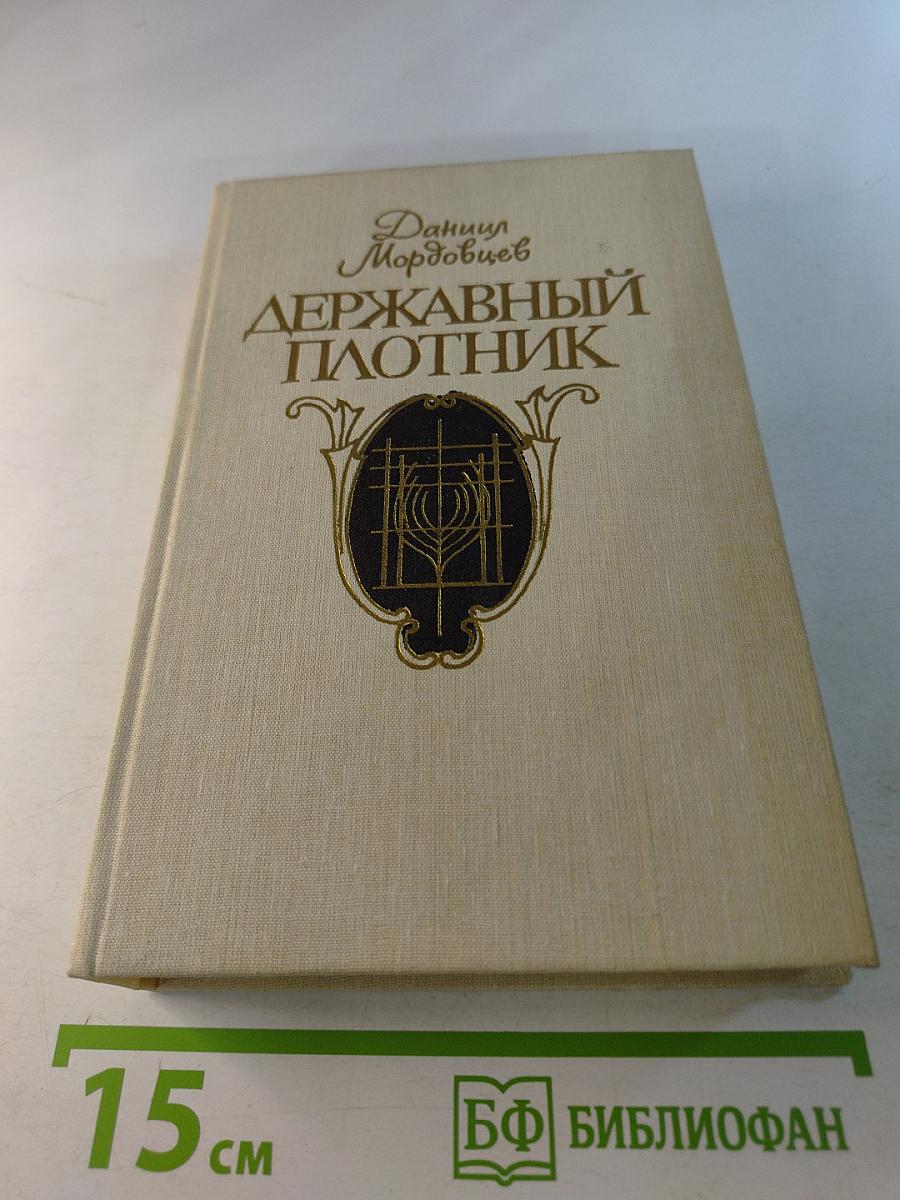 Даниил
Мордовцев
ДЕРЖАВНЫЙ
ПЛОТНИК
15 см
БФ БИБЛИОФАН